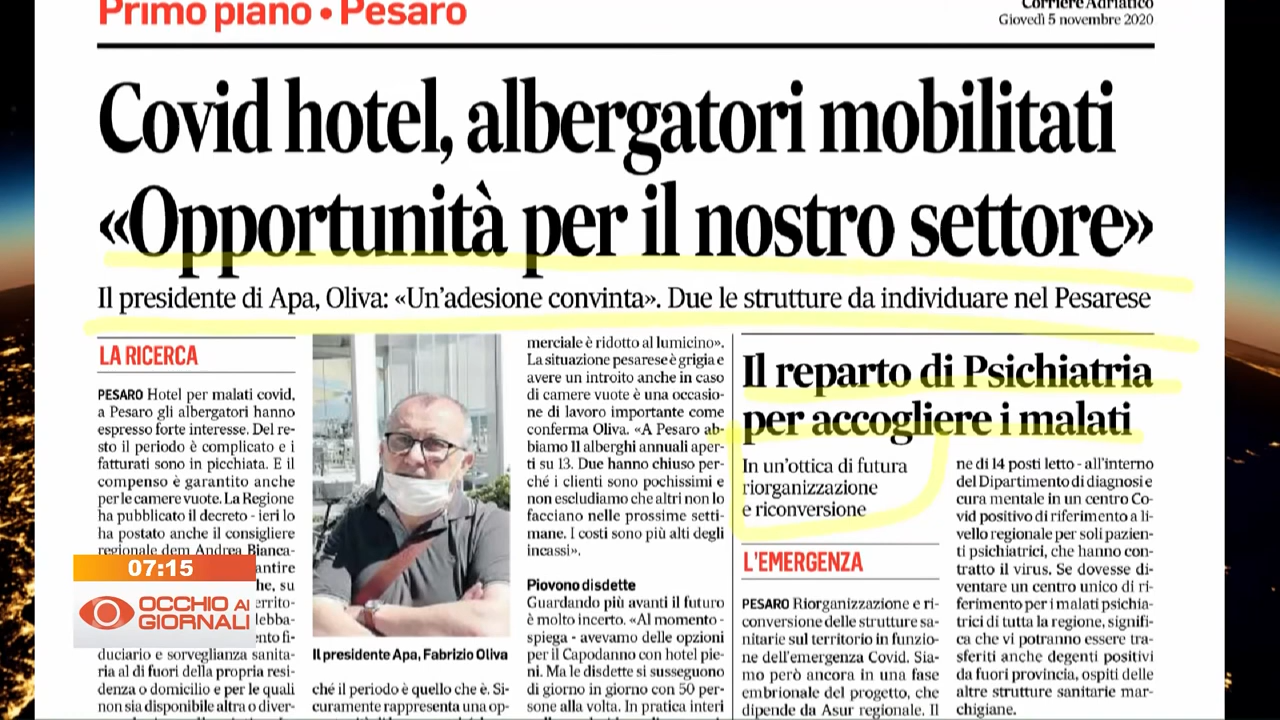 Primo piano • Pesaro
Corriere Adriatico
Giovedì 5 novembre 2020
Covid hotel, albergatori mobilitati
«Opportunità per il nostro settore»
Il presidente di Apa, Oliva: «Un'adesione convinta». Due le strutture da individuare nel Pesarese
LA RICERCA
PESARO Hotel per malati covid,
a Pesaro gli albergatori hanno
espresso forte interesse. Del re-
sto il periodo è complicato e i
fatturati sono in picchiata. E il
compenso è garantito anche
per le camere vuote. La Regione
ha pubblicato il decreto - ieri lo
ha postato anche il consigliere
regionale dem Andrea Bianca-
antire
he, su
errito-
lebba-
ento fi-
duciario e sorveglianza sanita-
ria al di fuori della propria resi-
denza o domicilio e per le quali
non sia disponibile altra o diver-
07:15
OCCHIO AI
GIORNALI
Il presidente Apa, Fabrizio Oliva
ché il periodo è quello che è. Si-
curamente rappresenta una op-
merciale è ridotto al lumicino».
La situazione pesarese è grigia e
avere un introito anche in caso
di camere vuote è una occasio-
ne di lavoro importante come
conferma Oliva. «A Pesaro ab-
biamo 11 alberghi annuali aper-
ti su 13. Due hanno chiuso per-
ché i clienti sono pochissimi e
non escludiamo che altri non lo
facciano nelle prossime setti-
mane. I costi sono più alti degli
incassi».
Piovono disdette
Guardando più avanti il futuro
è molto incerto. «Al momento -
spiega - avevamo delle opzioni
per il Capodanno con hotel pie-
ni. Ma le disdette si susseguono
di giorno in giorno con 50 per-
sone alla volta. In pratica interi
Il reparto di Psichiatria
per accogliere i malati
In un'ottica di futura
riorganizzazione
e riconversione
L'EMERGENZA
PESARO Riorganizzazione e ri-
conversione delle strutture sa-
nitarie sul territorio in funzio-
ne dell'emergenza Covid. Sia-
mo però ancora in una fase
embrionale del progetto, che
dipende da Asur regionale. Il
ne di 14 posti letto - all'interno
del Dipartimento di diagnosi e
cura mentale in un centro Co-
vid positivo di riferimento a li-
vello regionale per soli pazien-
ti psichiatrici, che hanno con-
tratto il virus. Se dovesse di-
ventare un centro unico di ri-
ferimento per i malati psichia-
trici di tutta la regione, signifi-
ca che vi potranno essere tra-
sferiti anche degenti positivi
da fuori provincia, ospiti delle
altre strutture sanitarie mar-
chigiane.